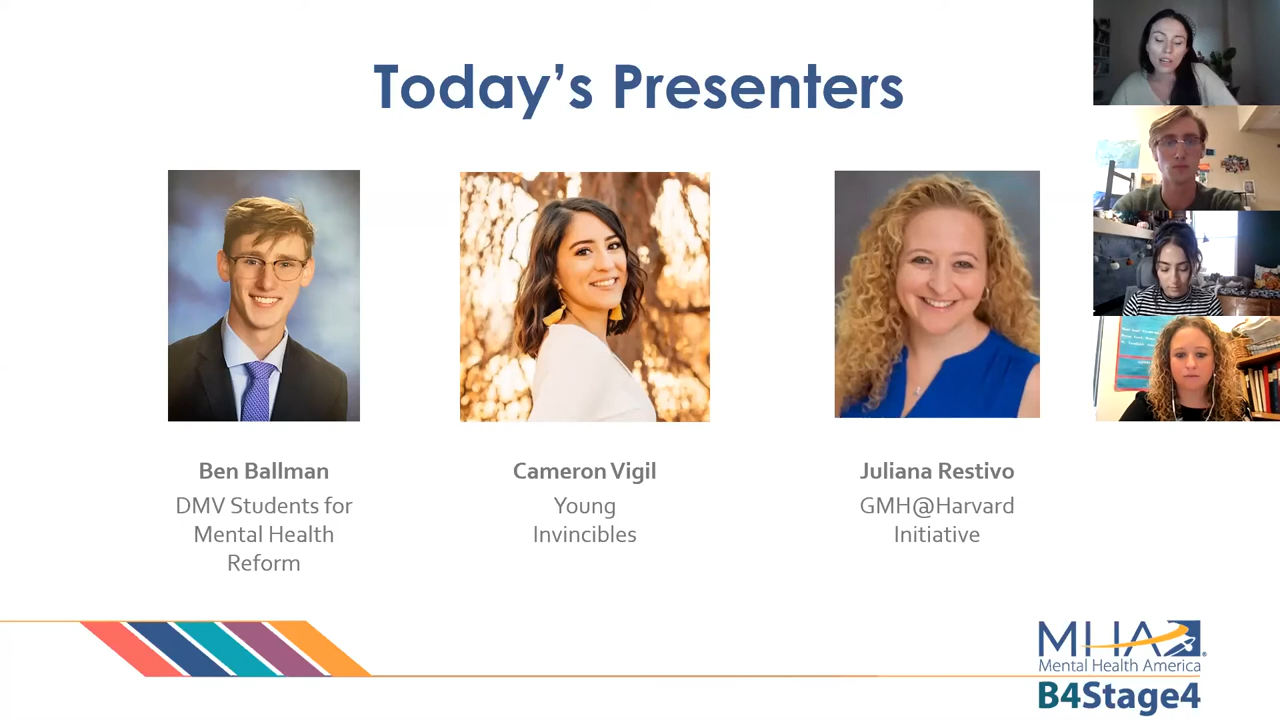 Today's Presenters
Ben Ballman
DMV Students for
Mental Health
Reform
Cameron Vigil
Young
Invincibles
Juliana Restivo
GMH@Harvard
Initiative
MHA
Mental Health America
B4Stage4